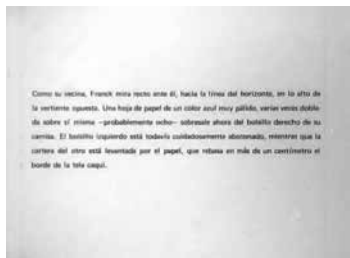 Como su vecina, Franck mira recto ante él, hacia la línea del horizonte, en lo alto de
la vertiente opuesta. Una hoja de papel de un color azul muy pálido, varias veces dobla-
da sobre sí misma —probablemente ocho— sobresale ahora del bolsillo derecho de su
camisa. El bolsillo izquierdo está todavía cuidadosamente abotonado, mientras que la
cartera del otro está levantada por el papel, que rebasa en más de un centímetro el
borde de la tela caqui.